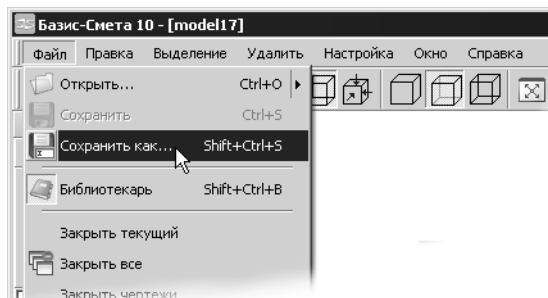 Базис-Смета 10 - [model17]
Файл Правка Выделение Удалить Настройка Окно Справка
Открыть... Ctrl+O
Сохранить Ctrl+S
Сохранить как... Shift+Ctrl+S
Библиотекарь Shift+Ctrl+B
Закрыть текущий
Закрыть все
Закрыть чертежи